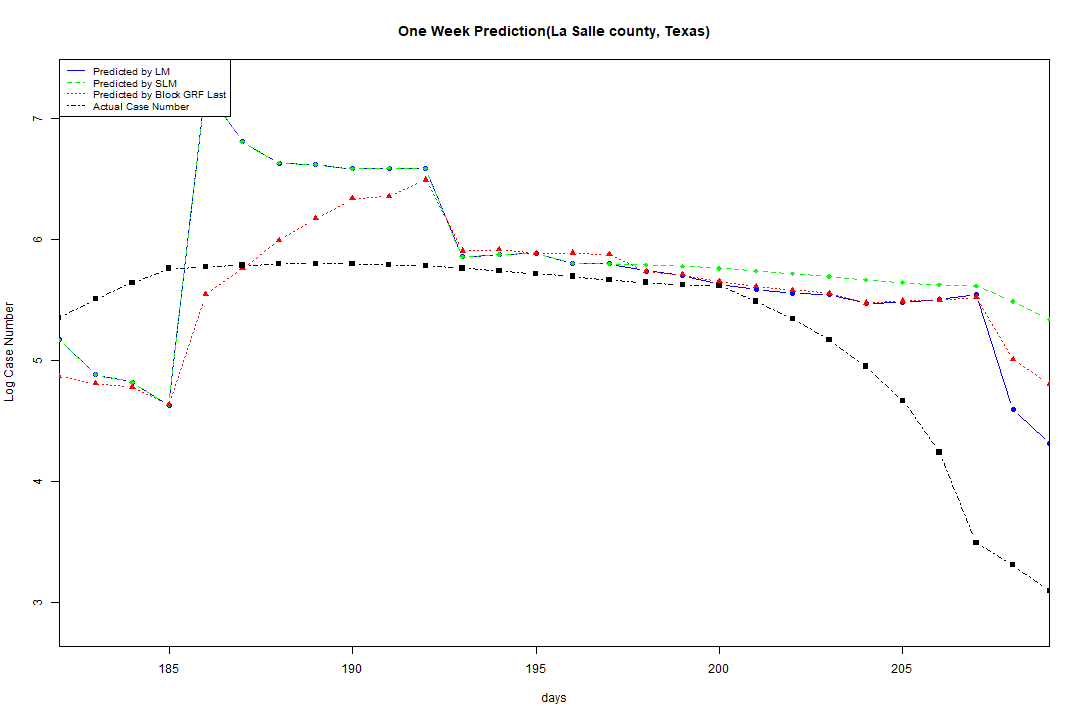 One Week Prediction(La Salle county, Texas)
Predicted by LM
Predicted by SLM
Predicted by Block GRF Last
Actual Case Number
7
6
5
4
3
Log Case Number
185 190 195 200 205
days